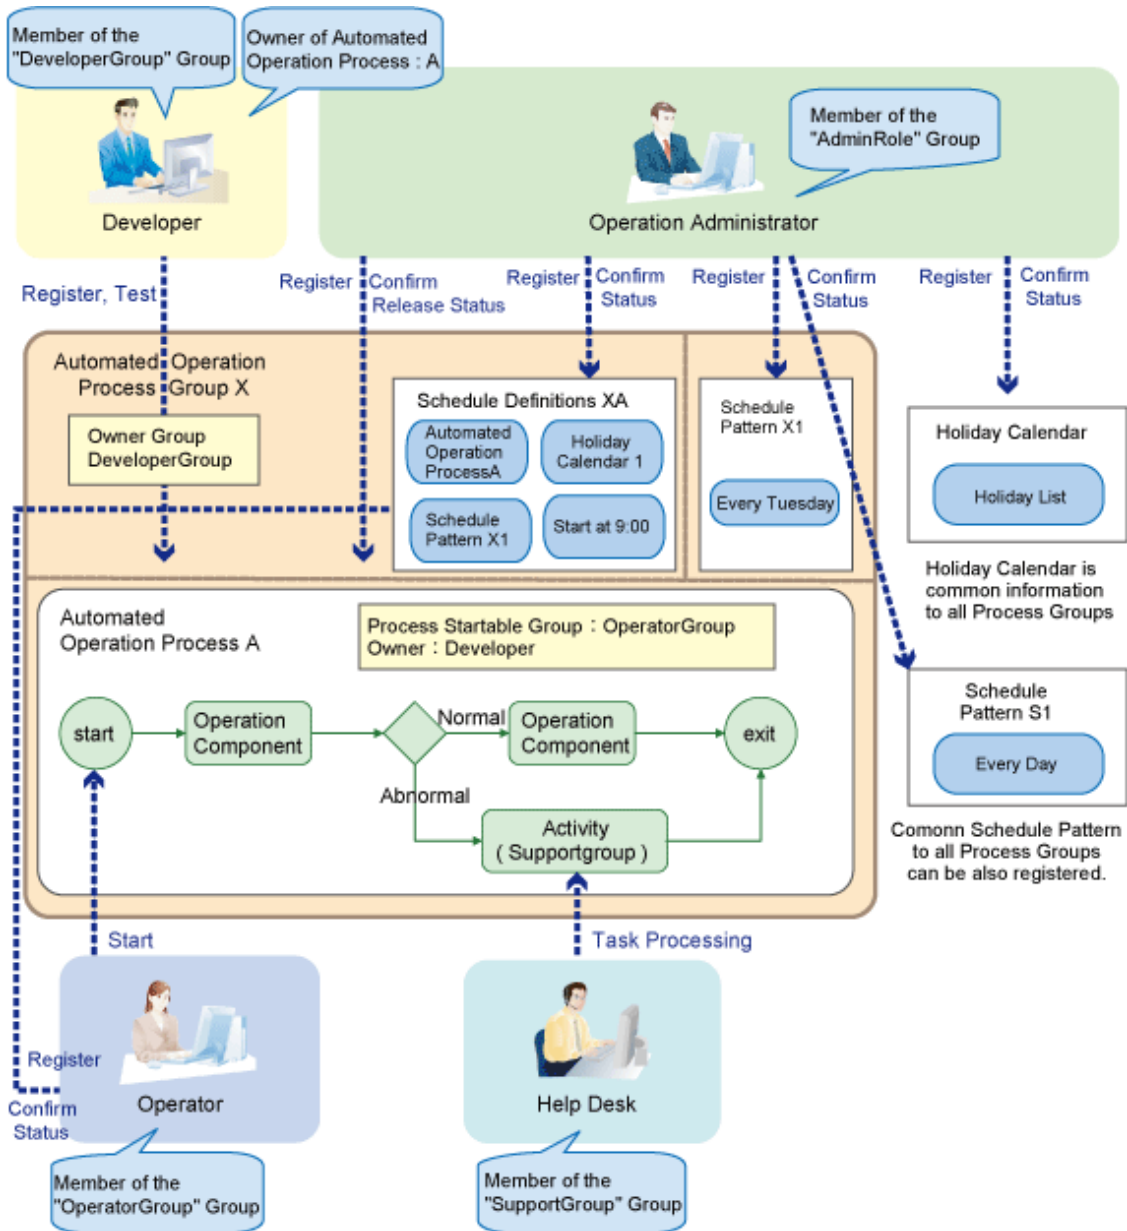 Member of the
"DeveloperGroup" Group
Owner of Automated
Operation Process : A
Member of the
"AdminRole" Group
Developer
Operation Administrator
Register, Test
Register
Confirm
Release Status
Register
Confirm
Status
Register
Confirm
Status
Register
Confirm
Status
Automated Operation
Process Group X
Owner Group
DeveloperGroup
Schedule Definitions XA
Automated
Operation
ProcessA
Holiday
Calendar 1
Schedule
Pattern X1
Start at 9:00
Schedule
Pattern X1
Every Tuesday
Holiday Calendar
Holiday List
Holiday Calendar is
common information
to all Process Groups
Automated
Operation Process A
Process Startable Group : OperatorGroup
Owner : Developer
start
Operation
Component
Normal
Operation
Component
exit
Abnormal
Activity
( Supportgroup )
Schedule
Pattern S1
Every Day
Comonn Schedule Pattern
to all Process Groups
can be also registered.
Start
Task Processing
Register
Confirm
Status
Operator
Help Desk
Member of the
"OperatorGroup" Group
Member of the
"SupportGroup" Group